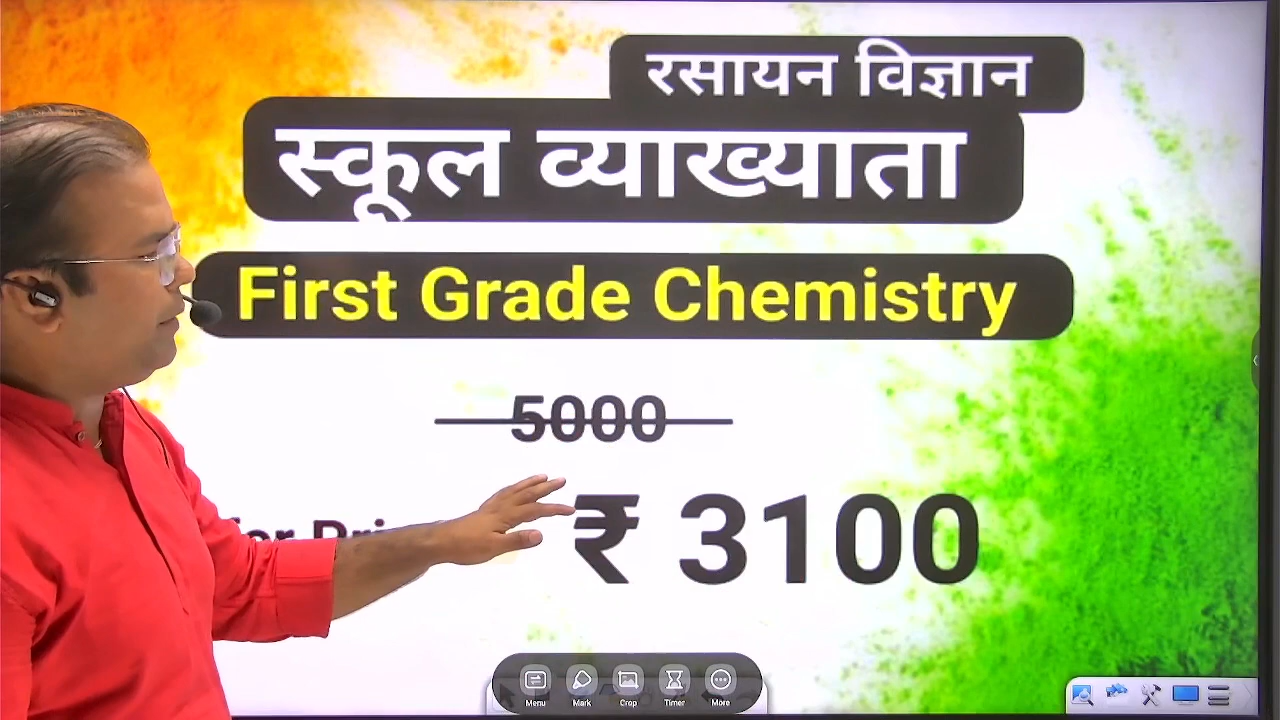 रसायन विज्ञान
स्कूल व्याख्याता
First Grade Chemistry
5000
₹ 3100
Menu
Mark
Crop
Timer
More